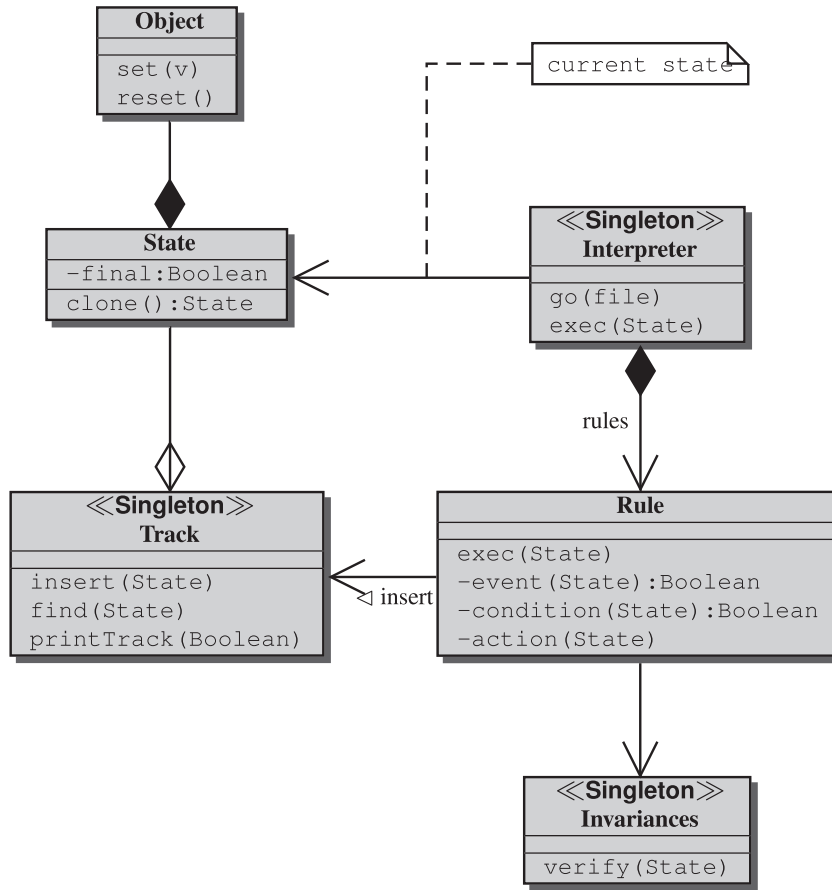 Object
set(v)
reset()
current state
State
-final:Boolean
clone():State
≪Singleton≫
Interpreter
go(file)
exec(State)
rules
≪Singleton≫
Track
insert(State)
find(State)
printTrack(Boolean)
◁ insert
Rule
exec(State)
-event(State):Boolean
-condition(State):Boolean
-action(State)
≪Singleton≫
Invariances
verify(State)